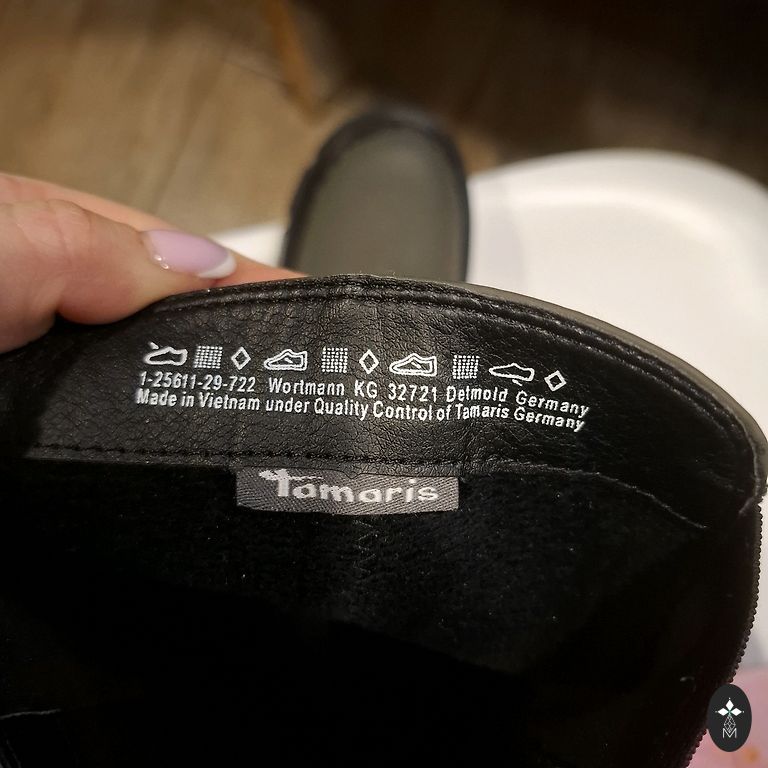 1-25611-29-722 Wortmann KG 32721 Detmold Germany
Made in Vietnam under Quality Control of Tamaris Germany
Tamaris
M